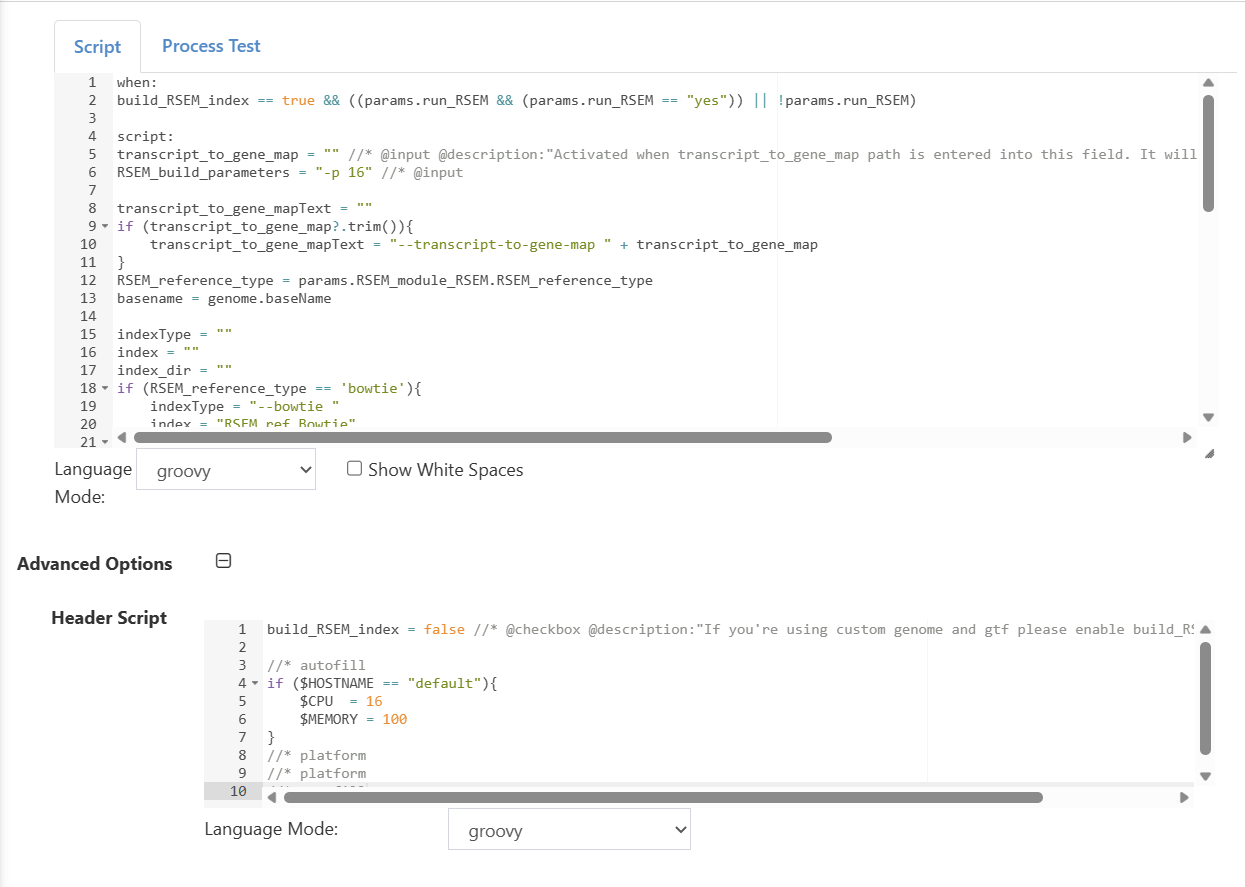 Script
Process Test
1 when:
2 build_RSEM_index == true && ((params.run_RSEM && (params.run_RSEM == "yes")) || !params.run_RSEM)
3
4 script:
5 transcript_to_gene_map = "" //* @input @description:"Activated when transcript_to_gene_map path is entered into this field. It will
6 RSEM_build_parameters = "-p 16" //* @input
7
8 transcript_to_gene_mapText = ""
9 if (transcript_to_gene_map?.trim()){
10 transcript_to_gene_mapText = "--transcript-to-gene-map " + transcript_to_gene_map
11 }
12 RSEM_reference_type = params.RSEM_module_RSEM.RSEM_reference_type
13 basename = genome.baseName
14
15 indexType = ""
16 index = ""
17 index_dir = ""
18 if (RSEM_reference_type == 'bowtie'){
19 indexType = "--bowtie "
20 index = "RSEM_ref_Bowtie"
21
Language Mode:
groovy
Show White Spaces
Advanced Options
Header Script
1 build_RSEM_index = false //* @checkbox @description:"If you're using custom genome and gtf please enable build_RS
2
3 //* autofill
4 if ($HOSTNAME == "default"){
5 $CPU = 16
6 $MEMORY = 100
7 }
8 //* platform
9 //* platform
10
Language Mode:
groovy